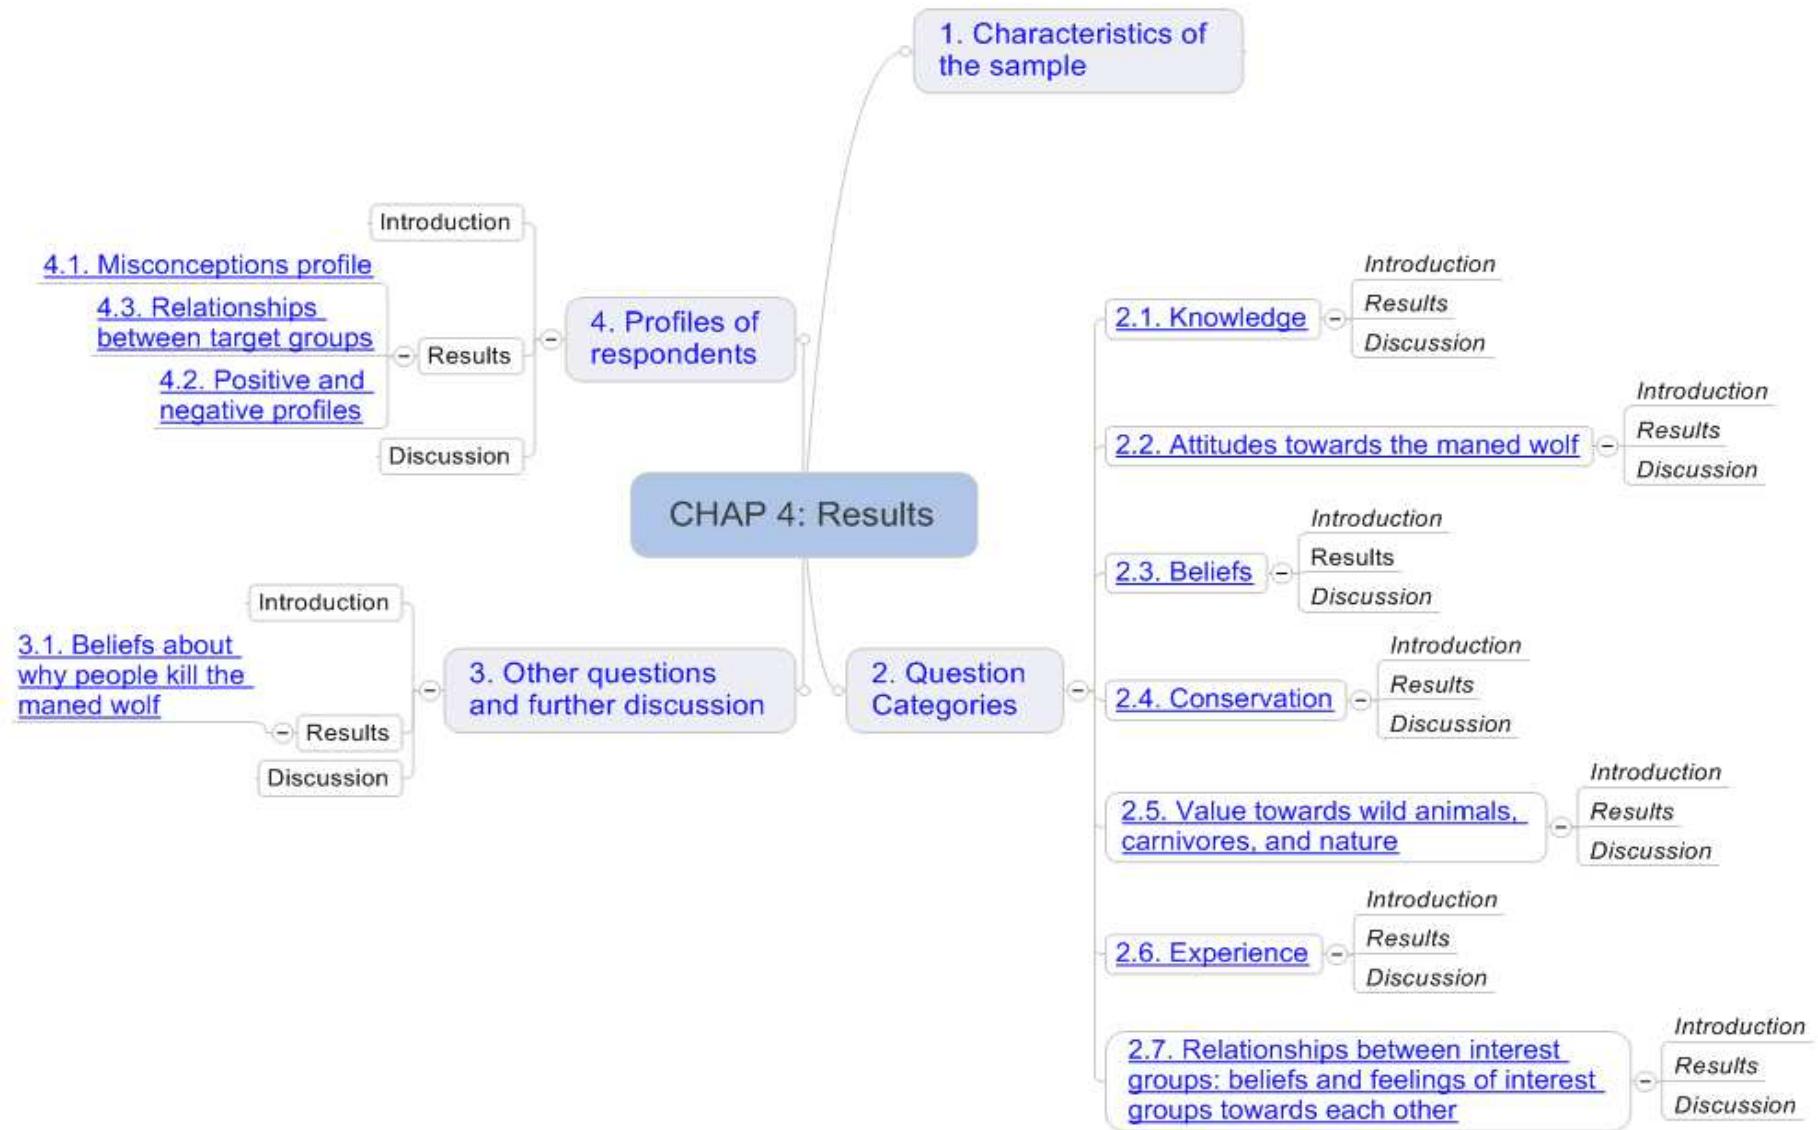 CHAP 4: Results
1. Characteristics of
the sample
2. Question
Categories
2.1. Knowledge
Introduction
Results
Discussion
2.2. Attitudes towards the maned wolf
Introduction
Results
Discussion
2.3. Beliefs
Introduction
Results
Discussion
2.4. Conservation
Introduction
Results
Discussion
2.5. Value towards wild animals,
carnivores, and nature
Introduction
Results
Discussion
2.6. Experience
Introduction
Results
Discussion
2.7. Relationships between interest
groups: beliefs and feelings of interest
groups towards each other
Introduction
Results
Discussion
3. Other questions
and further discussion
Introduction
Results
3.1. Beliefs about
why people kill the
maned wolf
Discussion
4. Profiles of
respondents
Introduction
Results
4.1. Misconceptions profile
4.3. Relationships
between target groups
4.2. Positive and
negative profiles
Discussion